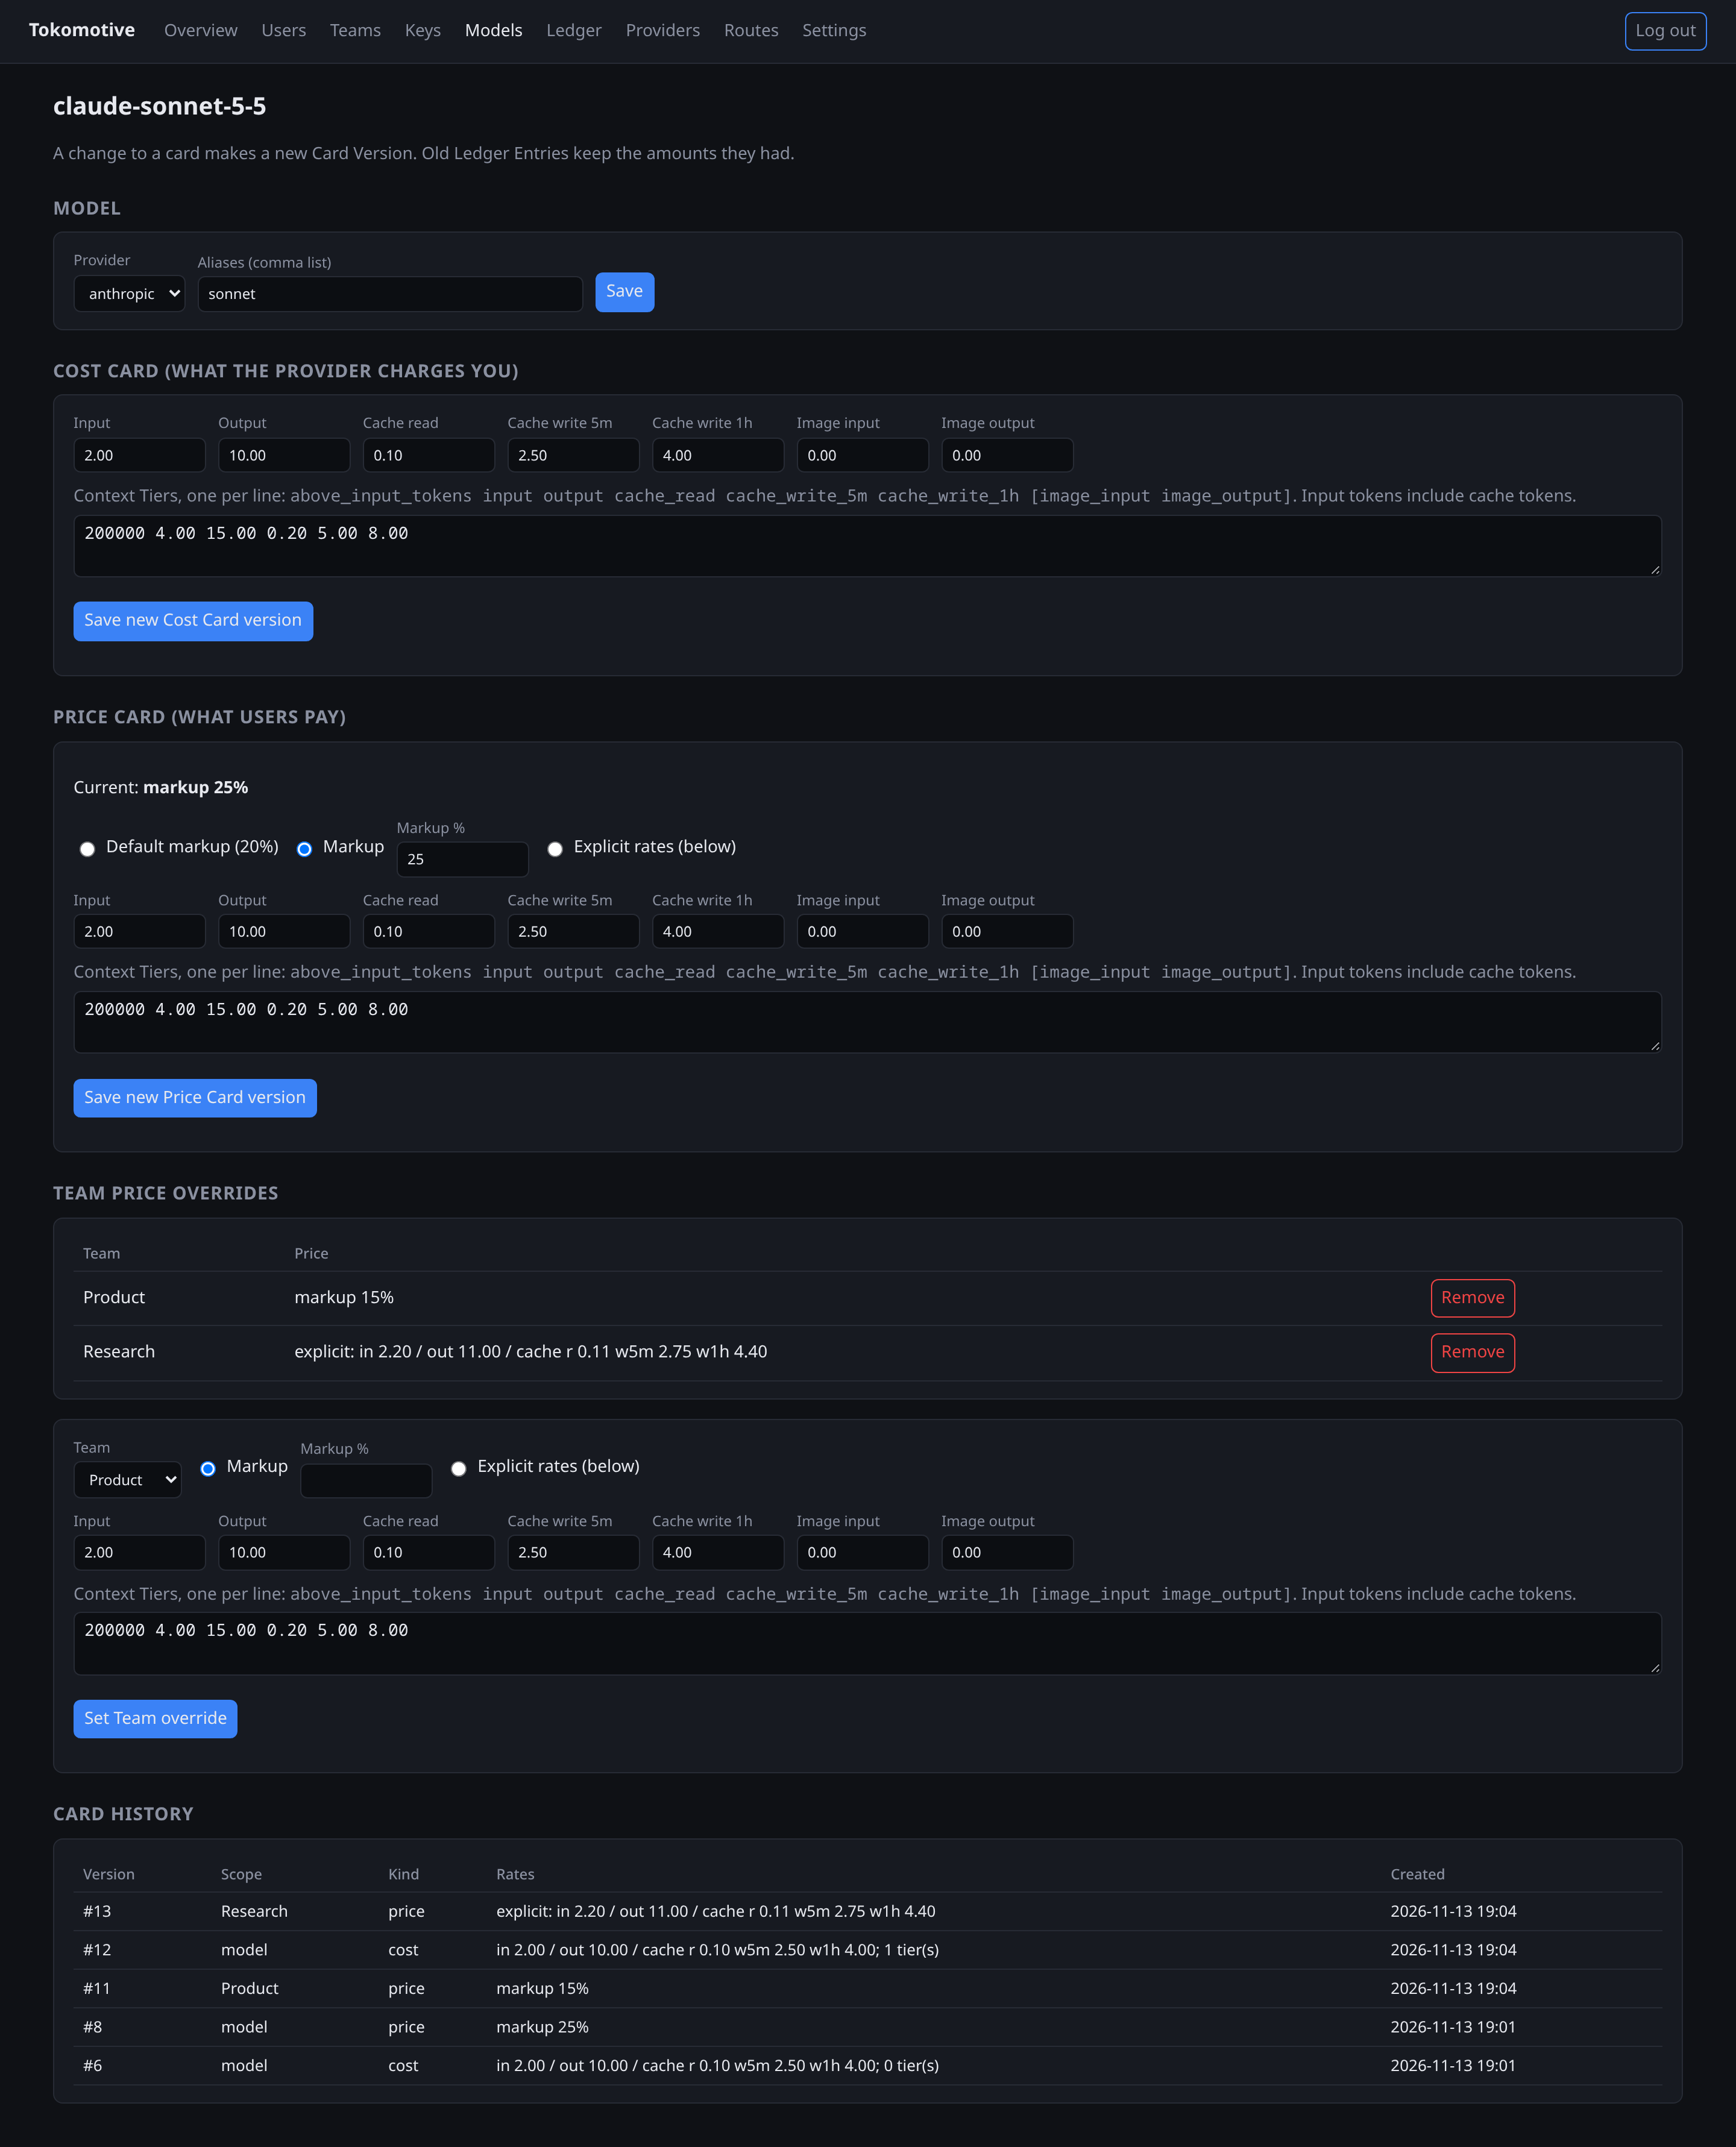 Tokomotive Overview Users Teams Keys Models Ledger Providers Routes Settings Log out
claude-sonnet-5-5
A change to a card makes a new Card Version. Old Ledger Entries keep the amounts they had.
MODEL
Provider Aliases (comma list)
anthropic sonnet Save
COST CARD (WHAT THE PROVIDER CHARGES YOU)
Input Output Cache read Cache write 5m Cache write 1h Image input Image output
2.00 10.00 0.10 2.50 4.00 0.00 0.00
Context Tiers, one per line: above_input_tokens input output cache_read cache_write_5m cache_write_1h [image_input image_output]. Input tokens include cache tokens.
200000 4.00 15.00 0.20 5.00 8.00
Save new Cost Card version
PRICE CARD (WHAT USERS PAY)
Current: markup 25%
Markup %
Default markup (20%) Markup 25 Explicit rates (below)
Input Output Cache read Cache write 5m Cache write 1h Image input Image output
2.00 10.00 0.10 2.50 4.00 0.00 0.00
Context Tiers, one per line: above_input_tokens input output cache_read cache_write_5m cache_write_1h [image_input image_output]. Input tokens include cache tokens.
200000 4.00 15.00 0.20 5.00 8.00
Save new Price Card version
TEAM PRICE OVERRIDES
Team Price
Product markup 15% Remove
Research explicit: in 2.20 / out 11.00 / cache r 0.11 w5m 2.75 w1h 4.40 Remove
Team Markup %
Product Markup Explicit rates (below)
Input Output Cache read Cache write 5m Cache write 1h Image input Image output
2.00 10.00 0.10 2.50 4.00 0.00 0.00
Context Tiers, one per line: above_input_tokens input output cache_read cache_write_5m cache_write_1h [image_input image_output]. Input tokens include cache tokens.
200000 4.00 15.00 0.20 5.00 8.00
Set Team override
CARD HISTORY
Version Scope Kind Rates Created
#13 Research price explicit: in 2.20 / out 11.00 / cache r 0.11 w5m 2.75 w1h 4.40 2026-11-13 19:04
#12 model cost in 2.00 / out 10.00 / cache r 0.10 w5m 2.50 w1h 4.00; 1 tier(s) 2026-11-13 19:04
#11 Product price markup 15% 2026-11-13 19:04
#8 model price markup 25% 2026-11-13 19:01
#6 model cost in 2.00 / out 10.00 / cache r 0.10 w5m 2.50 w1h 4.00; 0 tier(s) 2026-11-13 19:01